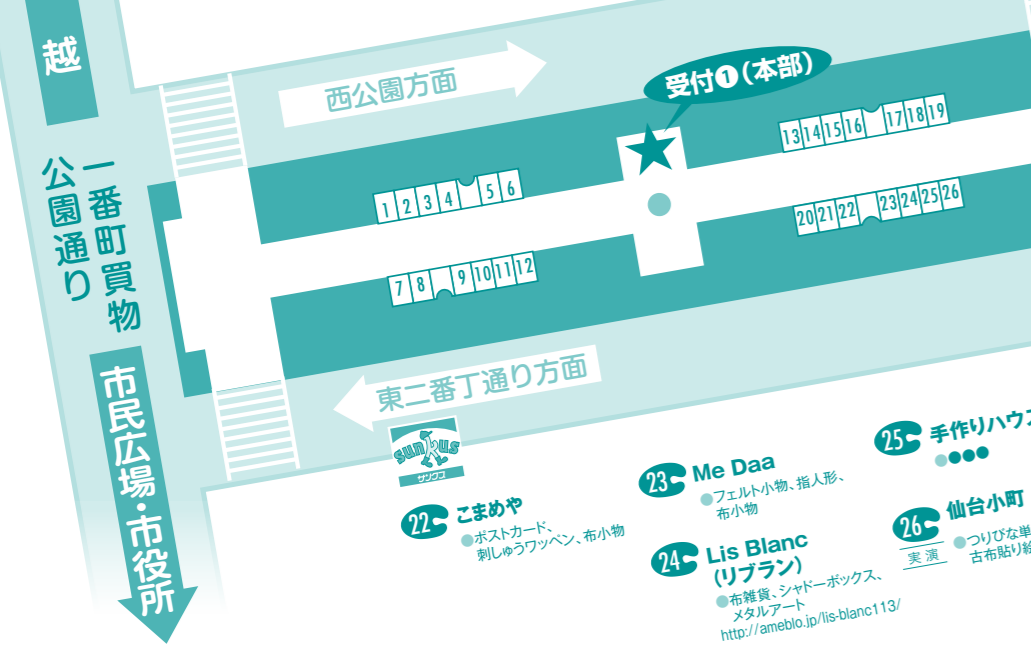 越
一番町買物
公園通り
市民広場・市役所
西公園方面
受付❶(本部)
1 2 3 4 5 6
13 14 15 16 17 18 19
7 8 9 10 11 12
20 21 22 23 24 25 26
東二番丁通り方面
sunkus
サンクス
22 こまめや
●ポストカード、
刺しゅうワッペン、布小物
23 Me Daa
●フェルト小物、指人形、
布小物
24 Lis Blanc
(リブラン)
●布雑貨、シャドーボックス、
メタルアート
http://ameblo.jp/lis-blanc113/
25 手作りハウス
●●●●
26 仙台小町
実演
●つりびな単
古布貼り絵